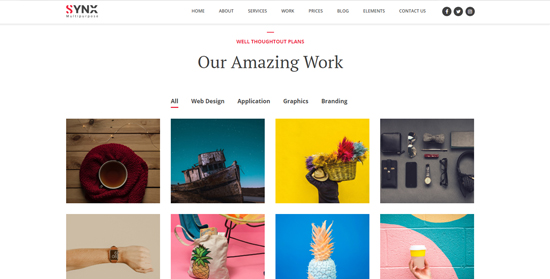 SYNX
Multipurpose
HOME ABOUT SERVICES WORK PRICES BLOG ELEMENTS CONTACT US
WELL THOUGHTOUT PLANS
Our Amazing Work
All Web Design Application Graphics Branding